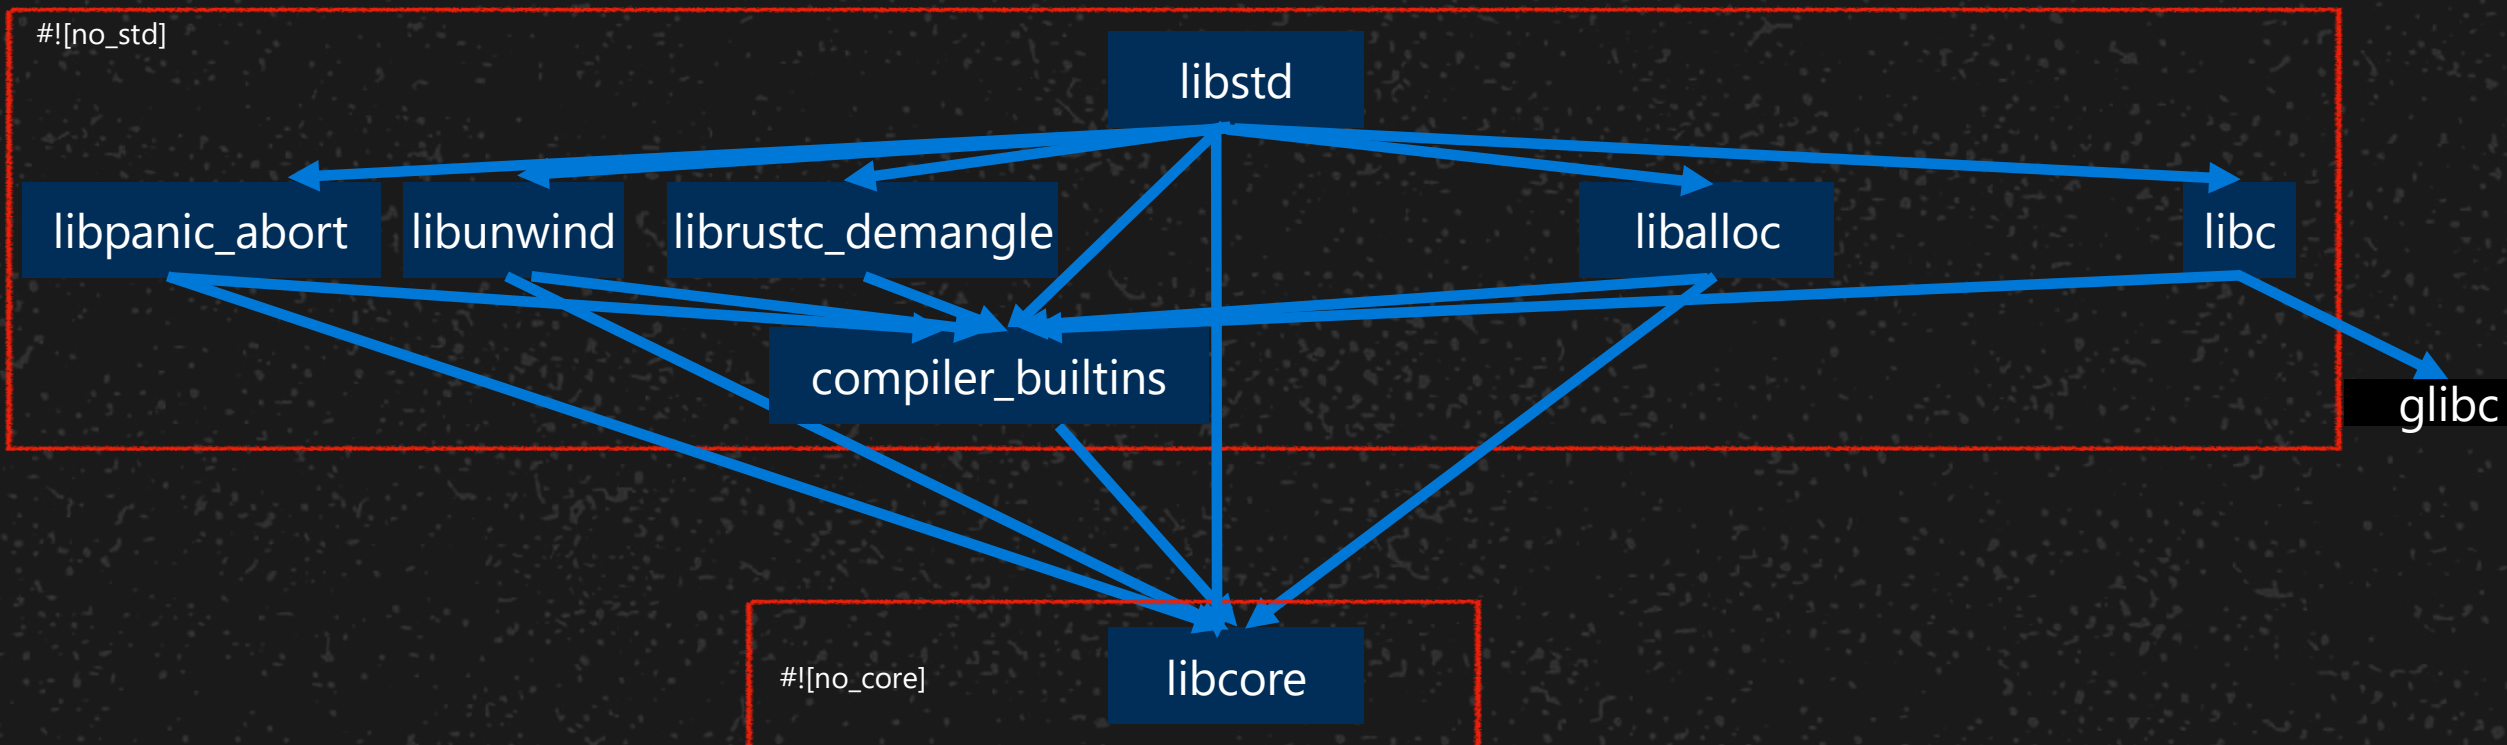 #![no_std]
libstd
libpanic_abort
libunwind
librustc_demangle
liballoc
libc
compiler_builtins
glibc
#![no_core]
libcore